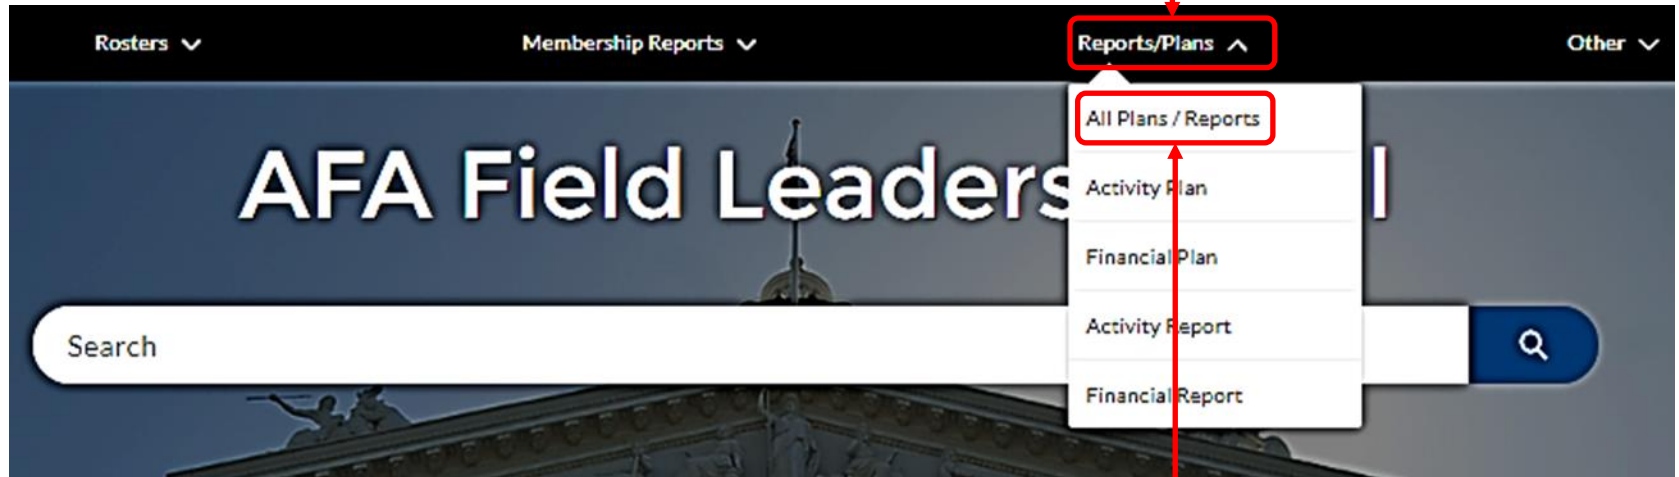 Rosters
Membership Reports
Reports/Plans
Other
All Plans / Reports
AFA Field Leaders l
Activity Plan
Financial Plan
Search
Activity Report
Financial Report